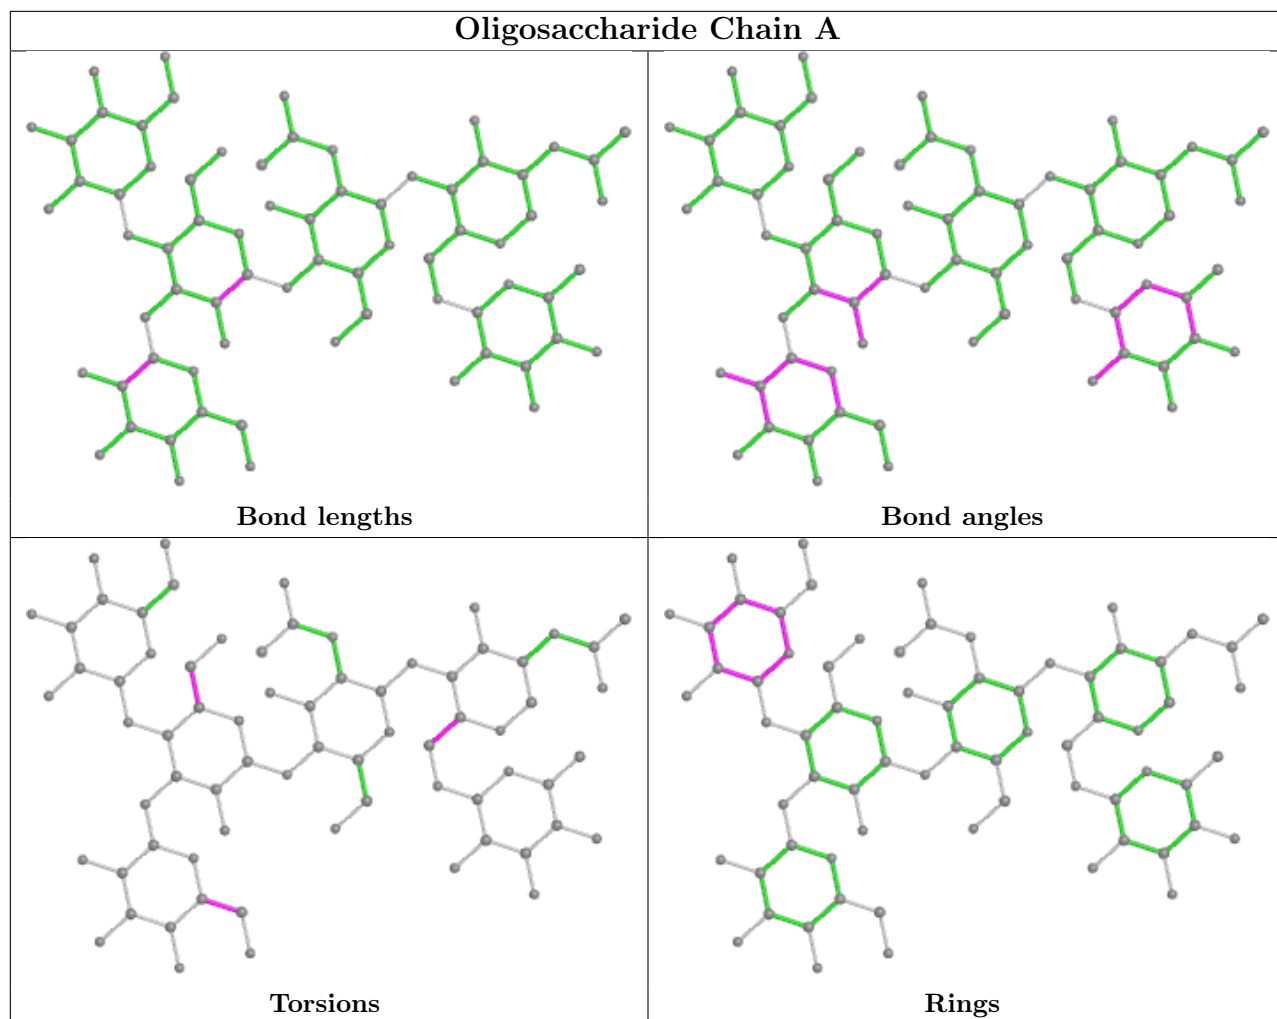 Oligosaccharide Chain A
Bond lengths
Bond angles
Torsions
Rings